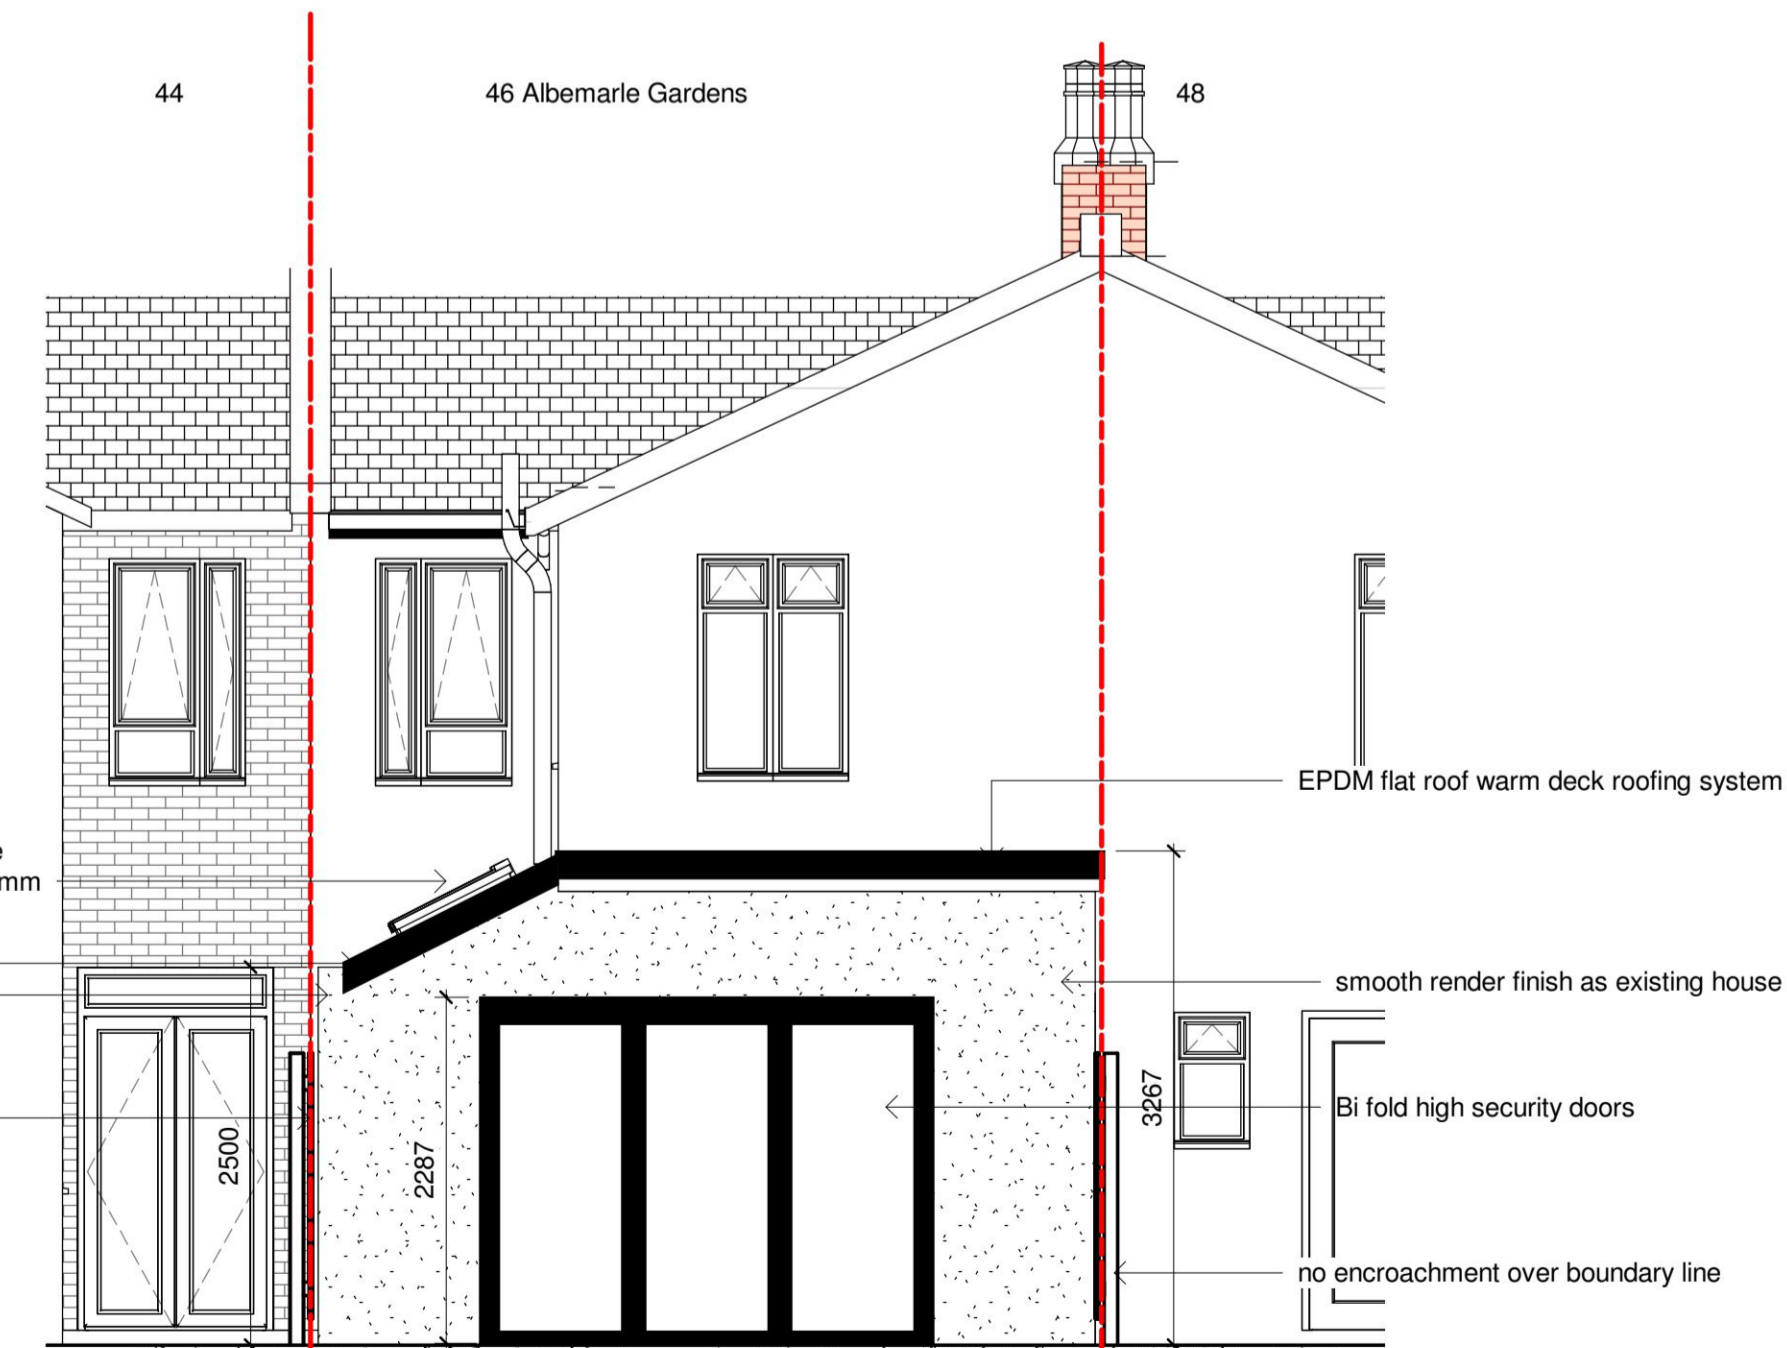 44
46 Albemarle Gardens
48
EPDM flat roof warm deck roofing system
mm
smooth render finish as existing house
Bi fold high security doors
3267
2500
2287
no encroachment over boundary line